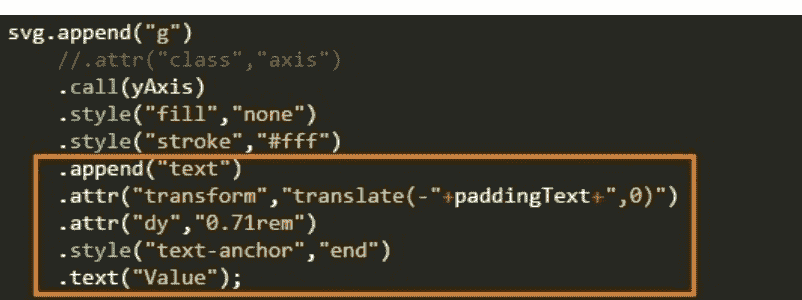 svg.append("g")
//.attr("class","axis")
.call(yAxis)
.style("fill","none")
.style("stroke","#fff")
.append("text")
.attr("transform","translate(-"+paddingText+",0)")
.attr("dy","0.71rem")
.style("text-anchor","end")
.text("Value");